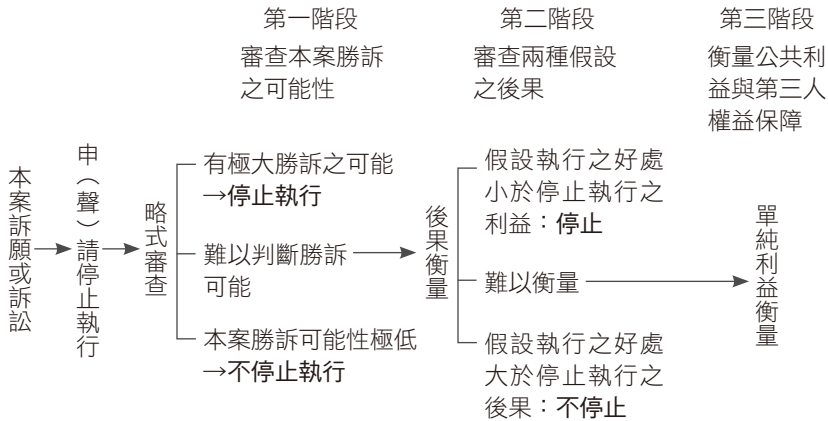 第一階段
審查本案勝訴
之可能性
第二階段
審查兩種假設
之後果
第三階段
衡量公共利
益與第三人
權益保障
本案訴願或訴訟
申（聲）請停止執行
略式審查
有極大勝訴之可能
→停止執行
難以判斷勝訴
可能
本案勝訴可能性極低
→不停止執行
後果衡量
假設執行之好處
小於停止執行之
利益：停止
難以衡量
假設執行之好處
大於停止執行之
後果：不停止
單純利益衡量